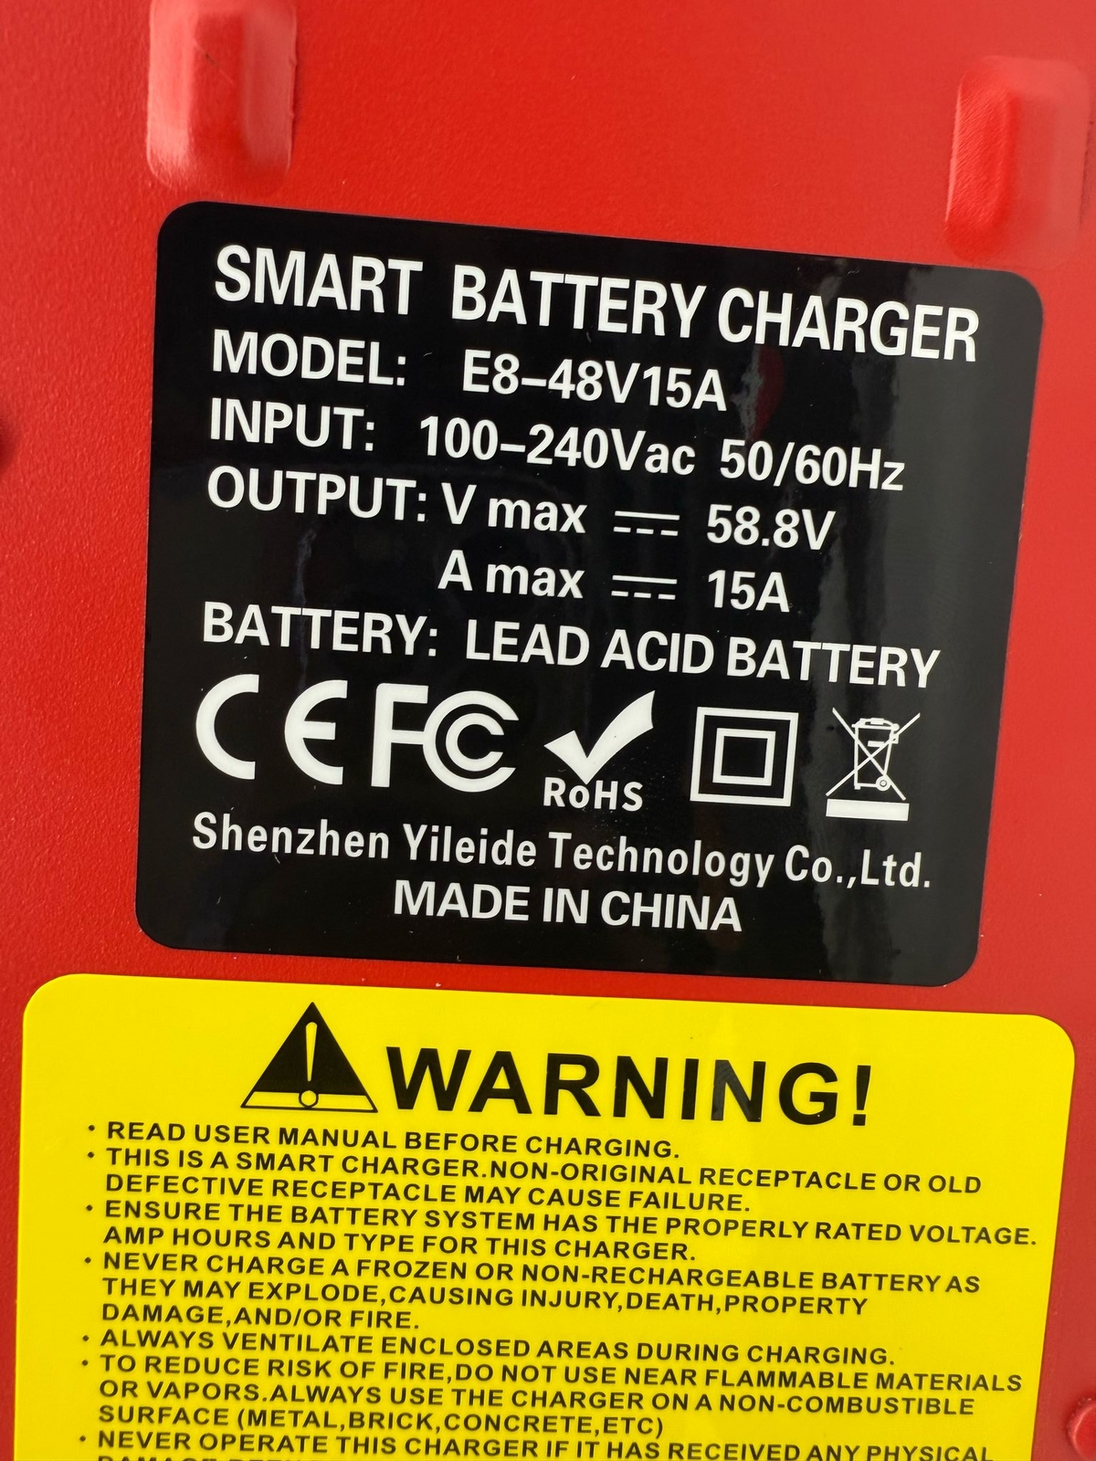 SMART BATTERY CHARGER
MODEL: E8-48V15A
INPUT: 100-240Vac 50/60Hz
OUTPUT: V max 58.8V
A max 15A
BATTERY: LEAD ACID BATTERY
CE FC RoHS
Shenzhen Yileide Technology Co.,Ltd.
MADE IN CHINA
WARNING!
• READ USER MANUAL BEFORE CHARGING.
• THIS IS A SMART CHARGER.NON-ORIGINAL RECEPTACLE OR OLD
DEFECTIVE RECEPTACLE MAY CAUSE FAILURE.
• ENSURE THE BATTERY SYSTEM HAS THE PROPERLY RATED VOLTAGE.
AMP HOURS AND TYPE FOR THIS CHARGER.
• NEVER CHARGE A FROZEN OR NON-RECHARGEABLE BATTERY AS
THEY MAY EXPLODE,CAUSING INJURY,DEATH,PROPERTY
DAMAGE,AND/OR FIRE.
• ALWAYS VENTILATE ENCLOSED AREAS DURING CHARGING.
• TO REDUCE RISK OF FIRE,DO NOT USE NEAR FLAMMABLE MATERIALS
OR VAPORS.ALWAYS USE THE CHARGER ON A NON-COMBUSTIBLE
SURFACE (METAL,BRICK,CONCRETE,ETC)
• NEVER OPERATE THIS CHARGER IF IT HAS RECEIVED ANY PHYSICAL